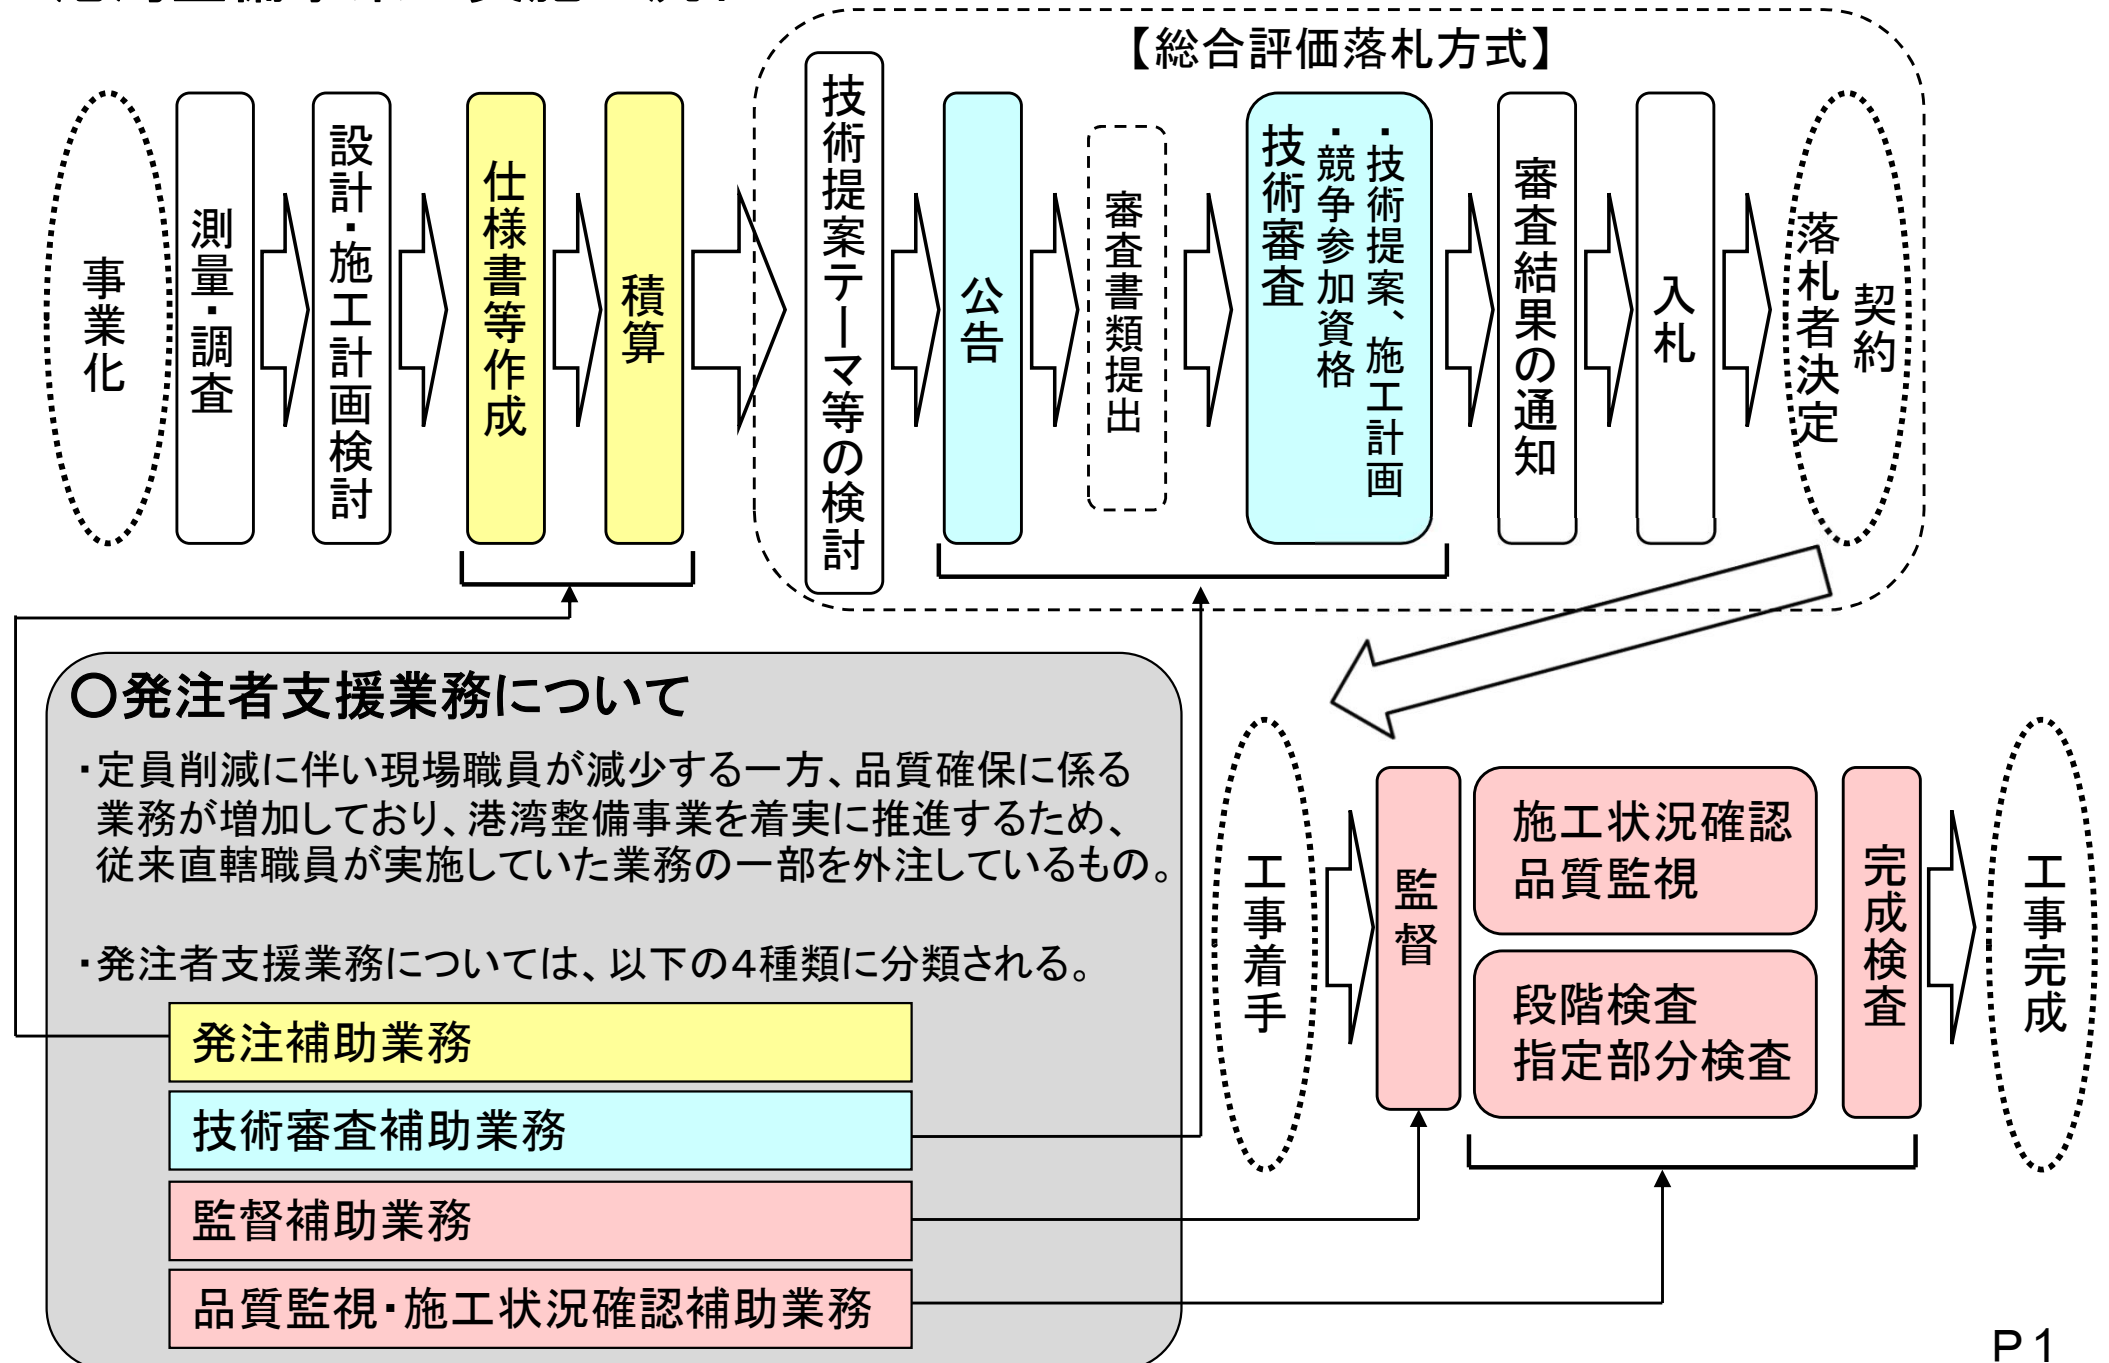 【総合評価落札方式】
事業化
測量・調査
設計・施工計画検討
仕様書等作成
積算
技術提案テーマ等の検討
公告
審査書類提出
技術審査
・競争参加資格
・技術提案、施工計画
審査結果の通知
入札
落札者決定
契約
〇発注者支援業務について
・定員削減に伴い現場職員が減少する一方、品質確保に係る
業務が増加しており、港湾整備事業を着実に推進するため、
従来直轄職員が実施していた業務の一部を外注しているもの。
・発注者支援業務については、以下の4種類に分類される。
発注補助業務
技術審査補助業務
監督補助業務
品質監視・施工状況確認補助業務
工事着手
監督
施工状況確認
品質監視
段階検査
指定部分検査
完成検査
工事完成
P1